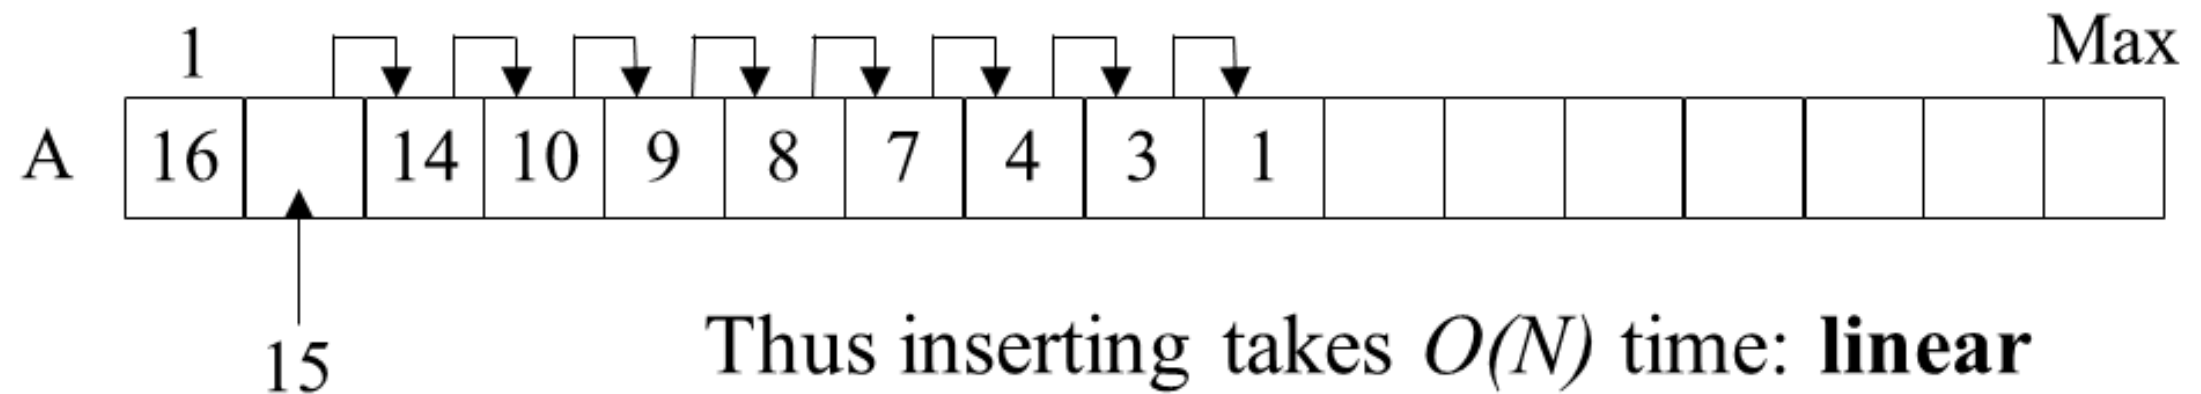 1 Max
A 16 14 10 9 8 7 4 3 1
15
Thus inserting takes O(N) time: linear